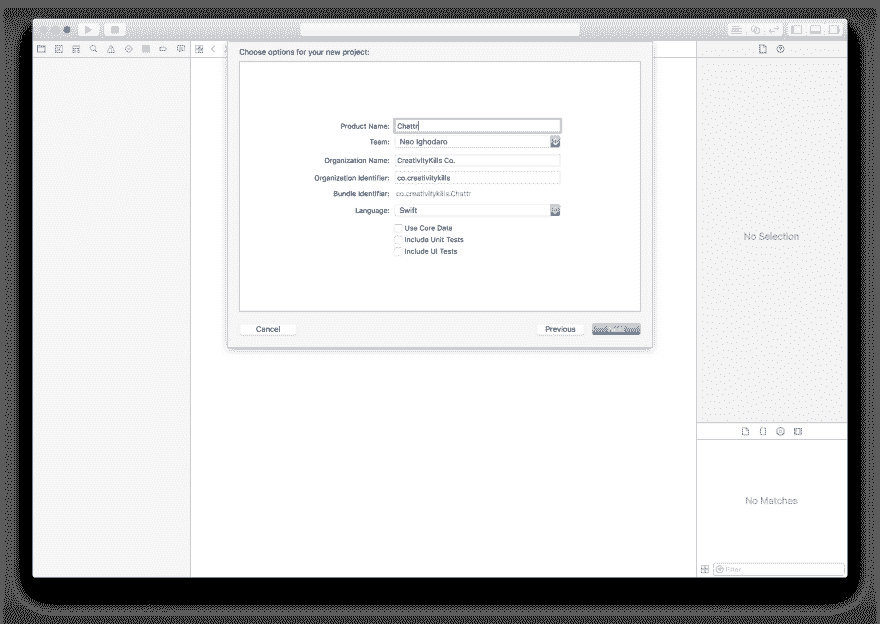 Choose options for your new project:
Product Name: Chattr
Team: Neo Ighodaro
Organization Name: CreativityKills Co.
Organization Identifier: co.creativitykills
Bundle Identifier: co.creativitykills.Chattr
Language: Swift
Use Core Data
Include Unit Tests
Include UI Tests
Cancel
Previous
No Selection
No Matches
Filter